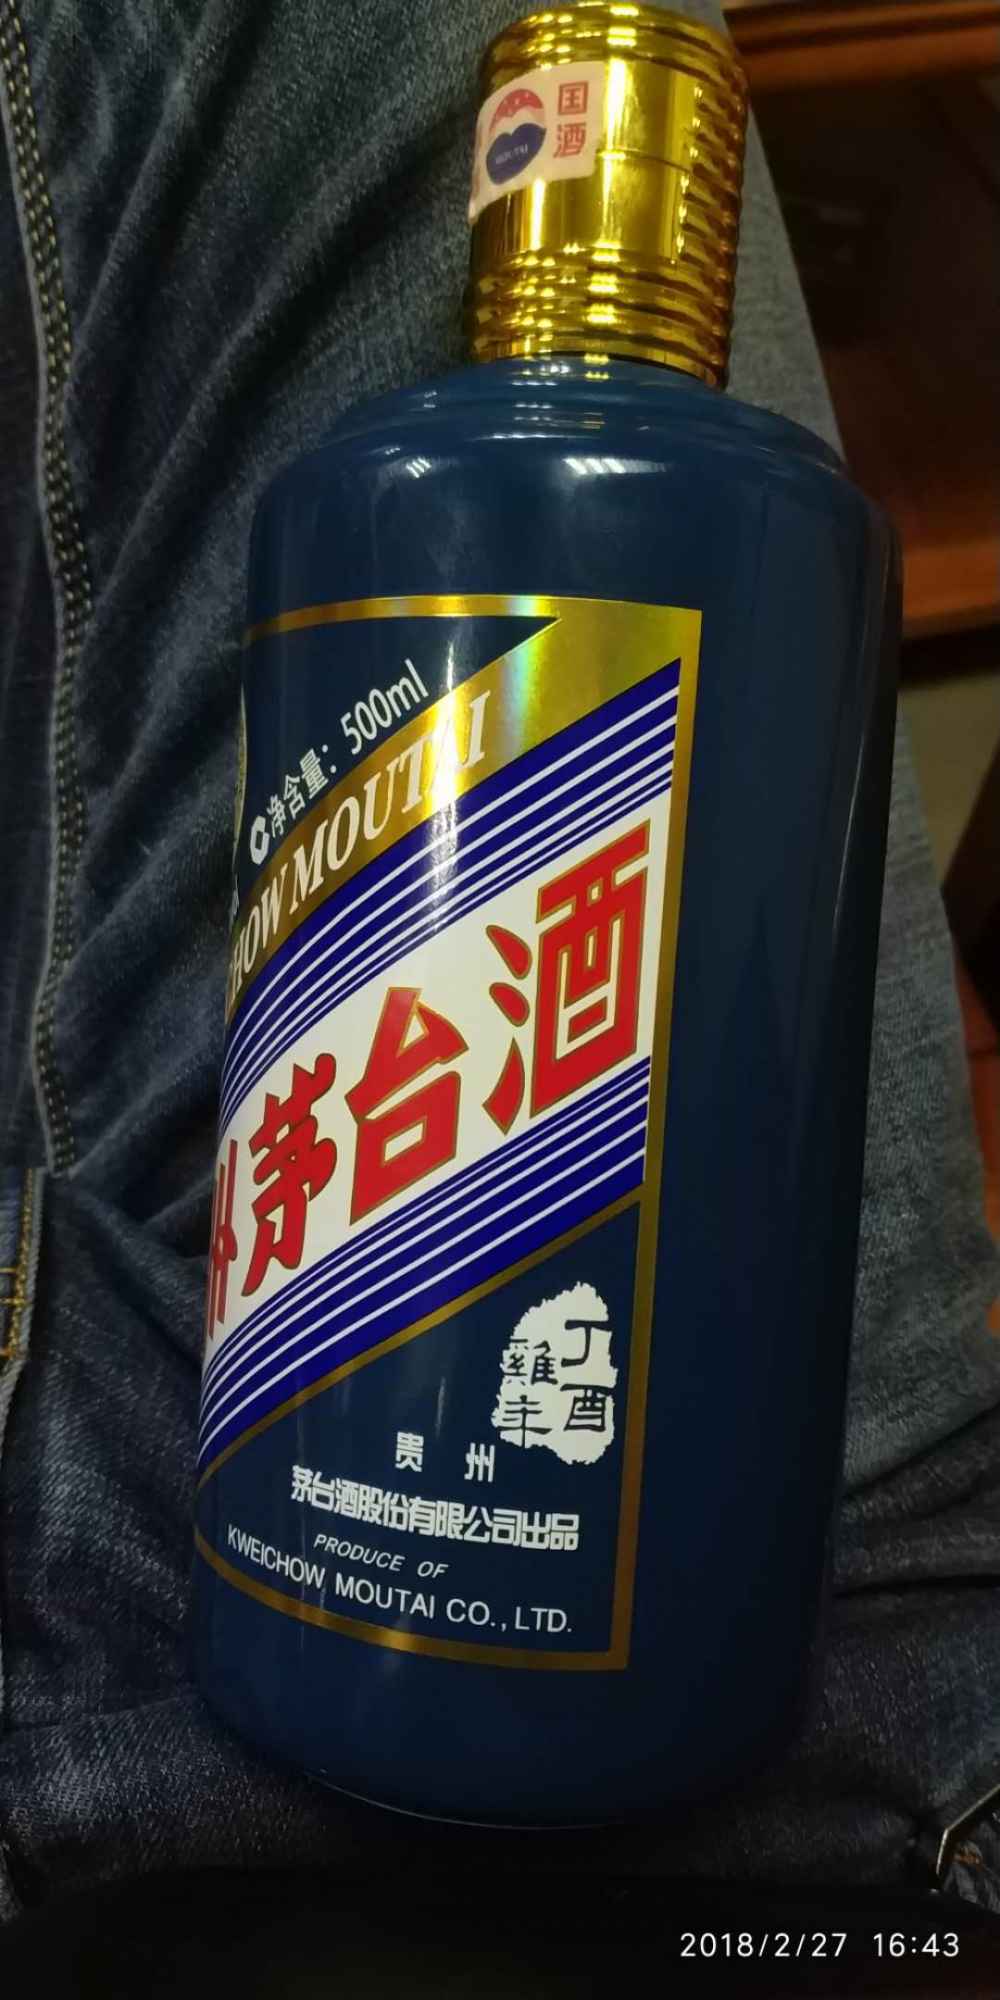 国酒
MOUTAI
净含量：500ml
HOW MOUTAI
州茅台酒
丁酉
雞年
贵 州
茅台酒股份有限公司出品
PRODUCE OF
KWEICHOW MOUTAI CO., LTD.
2018/2/27 16:43